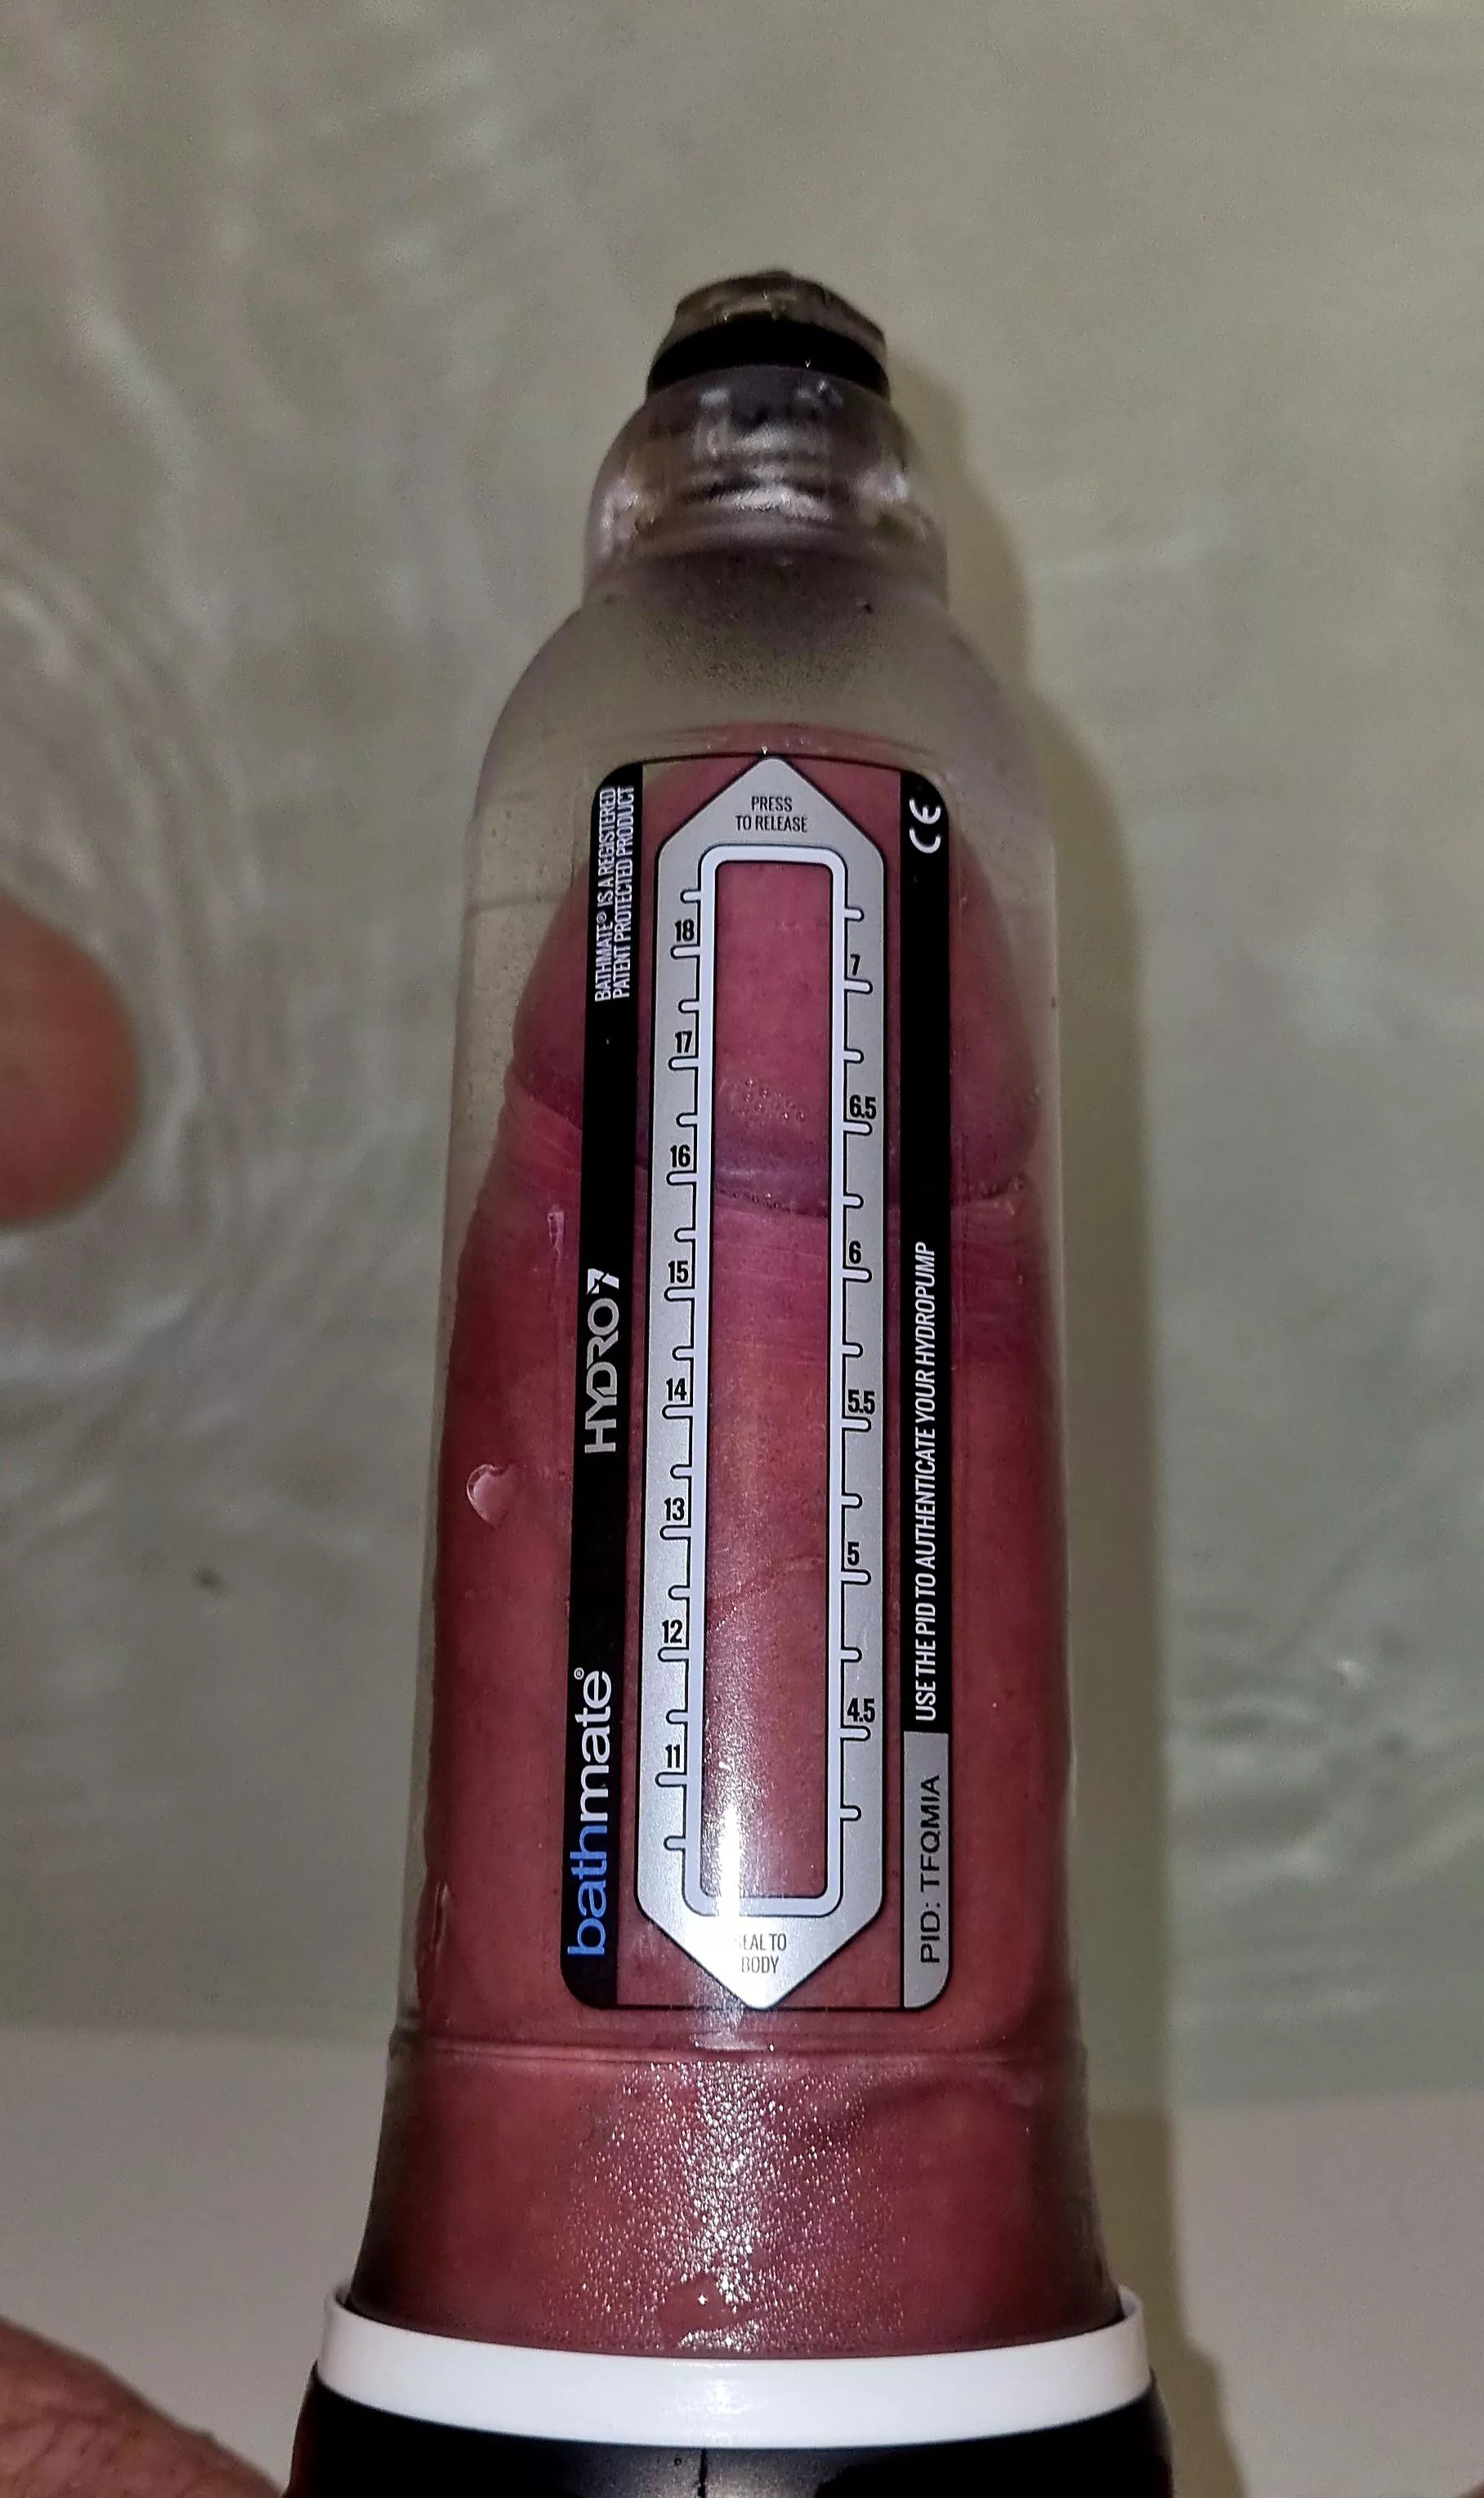 PRESS
TO RELEASE
BATHMATE® IS A REGISTERED
PATENT PROTECTED PRODUCT
HYDRO7
bathmate®
18
17
16
15
14
13
12
11
7
6.5
6
5.5
5
4.5
CE
USE THE PID TO AUTHENTICATE YOUR HYDROPUMP
PID: TFQMIA
SEAL TO
BODY